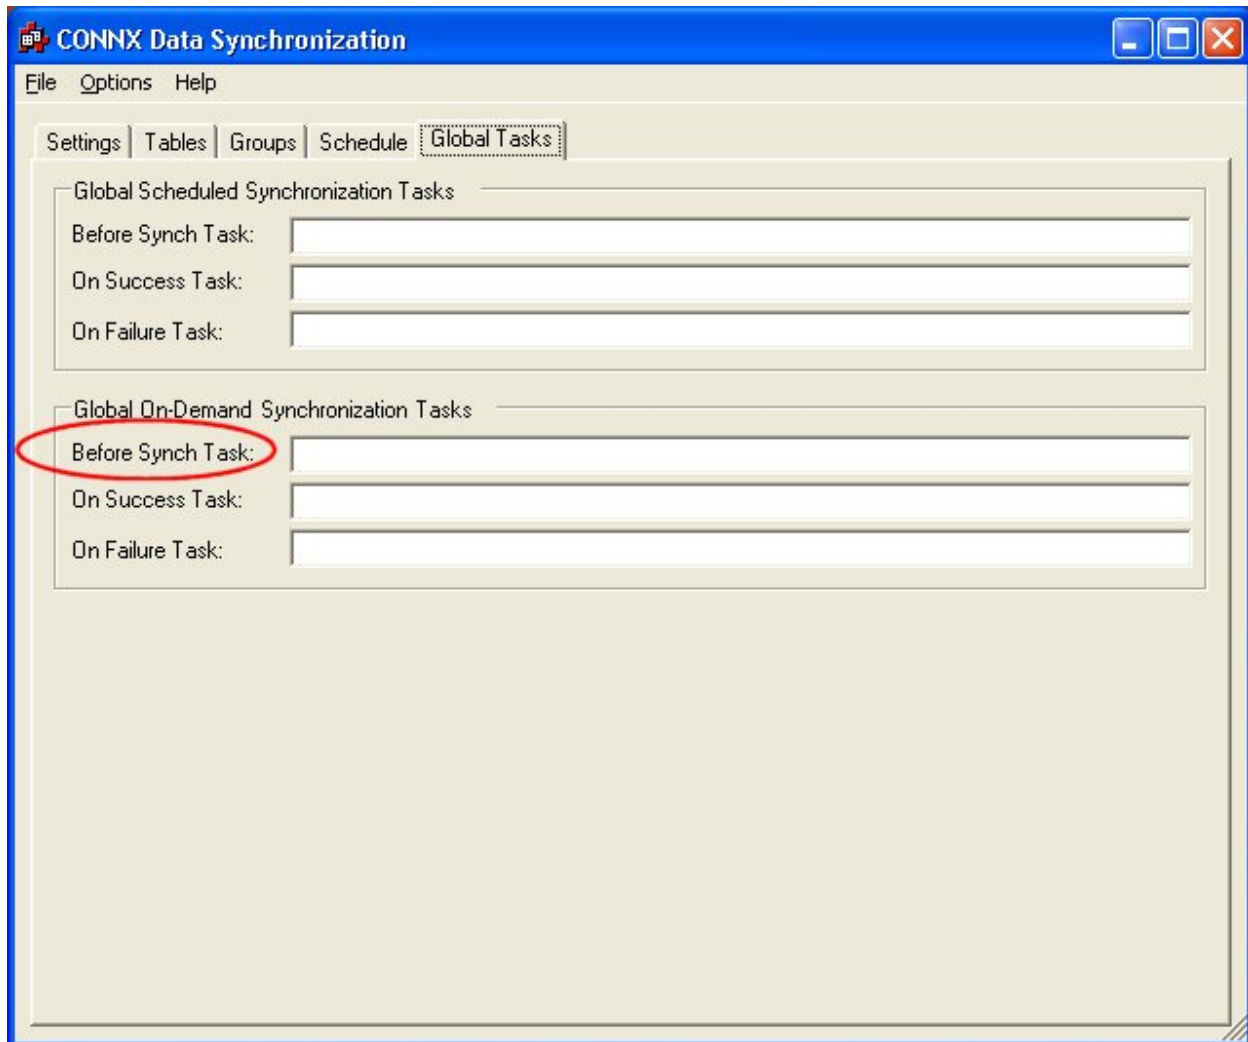 CONNX Data Synchronization
File Options Help
Settings Tables Groups Schedule Global Tasks
Global Scheduled Synchronization Tasks
Before Synch Task:
On Success Task:
On Failure Task:
Global On-Demand Synchronization Tasks
Before Synch Task:
On Success Task:
On Failure Task: